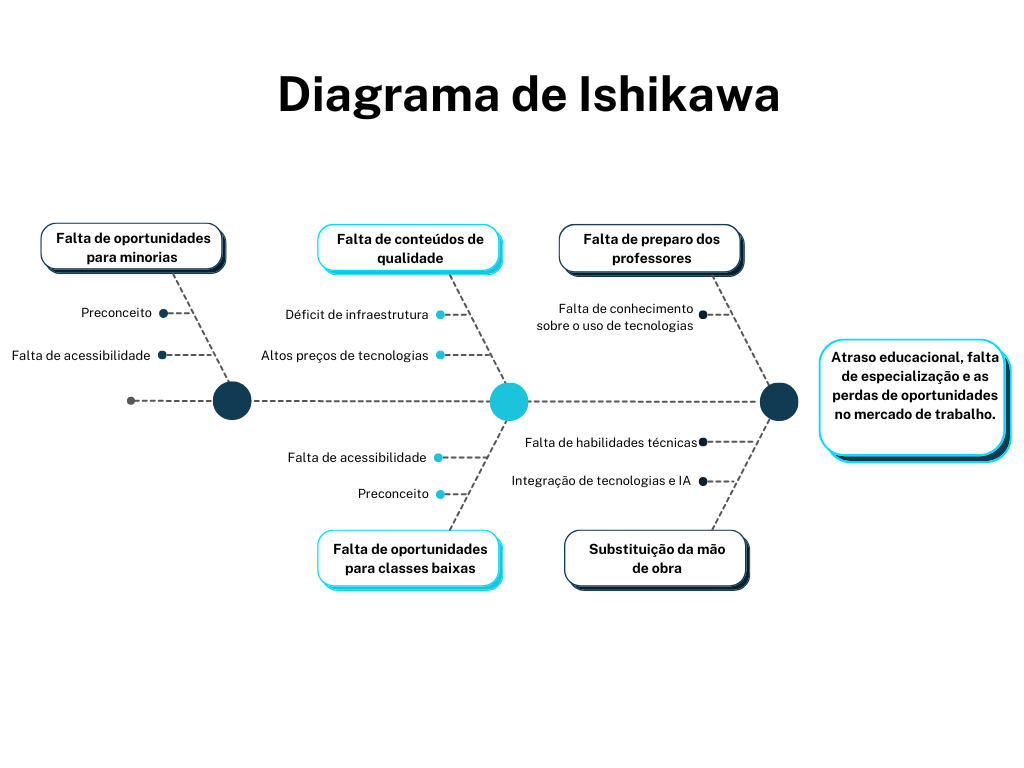 Diagrama de Ishikawa
Falta de oportunidades
para minorias
Falta de conteúdos de
qualidade
Falta de preparo dos
professores
Preconceito
Falta de acessibilidade
Déficit de infraestrutura
Altos preços de tecnologias
Falta de conhecimento
sobre o uso de tecnologias
Atraso educacional, falta
de especialização e as
perdas de oportunidades
no mercado de trabalho.
Falta de acessibilidade
Preconceito
Falta de habilidades técnicas
Integração de tecnologias e IA
Falta de oportunidades
para classes baixas
Substituição da mão
de obra